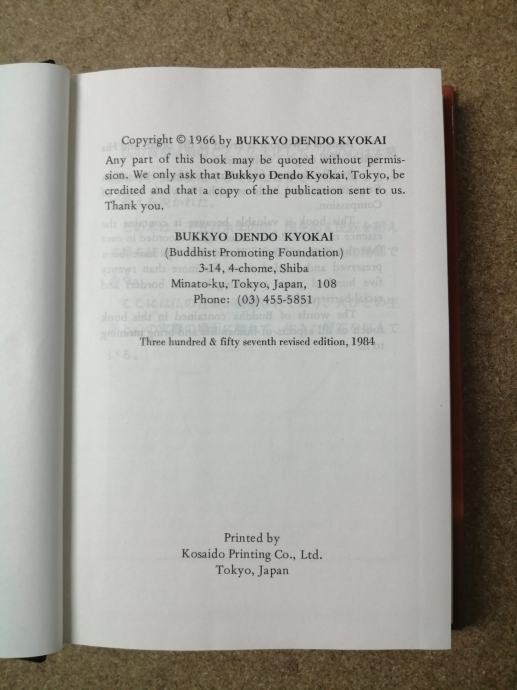 Copyright © 1966 by BUKKYO DENDO KYOKAI
Any part of this book may be quoted without permis-
sion. We only ask that Bukkyo Dendo Kyokai, Tokyo, be
credited and that a copy of the publication sent to us.
Thank you.
BUKKYO DENDO KYOKAI
(Buddhist Promoting Foundation)
3-14, 4-chome, Shiba
Minato-ku, Tokyo, Japan, 108
Phone: (03) 455-5851
Three hundred & fifty seventh revised edition, 1984
Printed by
Kosaido Printing Co., Ltd.
Tokyo, Japan